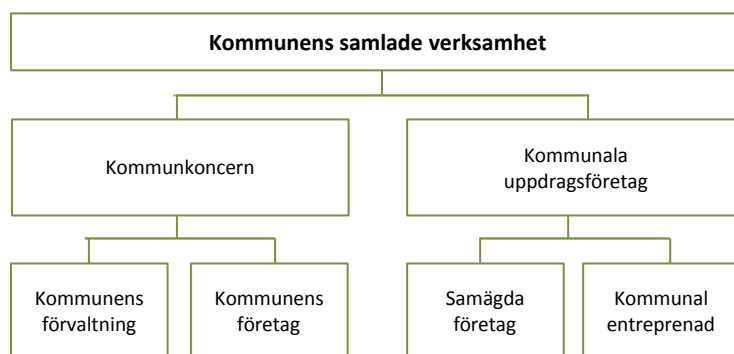 Kommunens samlade verksamhet
Kommunkoncern
Kommunala
uppdragsföretag
Kommunens
förvaltning
Kommunens
företag
Samägda
företag
Kommunal
entreprenad